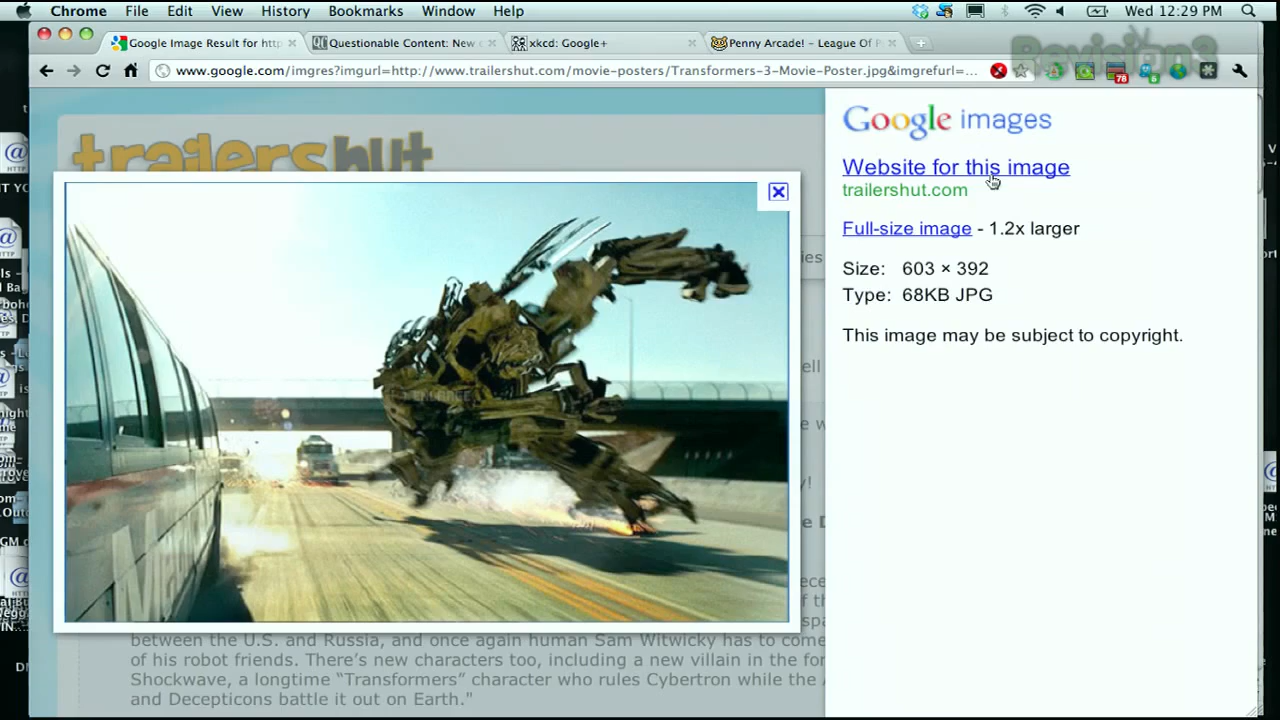 Chrome File Edit View History Bookmarks Window Help Wed 12:29 PM
Google Image Result for http
Questionable Content: New c
xkcd: Google+
Penny Arcade! - League Of P
Revision3
www.google.com/imgres?imgurl=http://www.trailershut.com/movie-posters/Transformers-3-Movie-Poster.jpg&imgrefurl=...
78
6
trailershut
Google images
Website for this image
trailershut.com
Full-size image - 1.2x larger
Size: 603 × 392
Type: 68KB JPG
This image may be subject to copyright.
between the U.S. and Russia, and once again human Sam Witwicky has to come
of his robot friends. There's new characters too, including a new villain in the for
Shockwave, a longtime “Transformers” character who rules Cybertron while the A
and Decepticons battle it out on Earth."